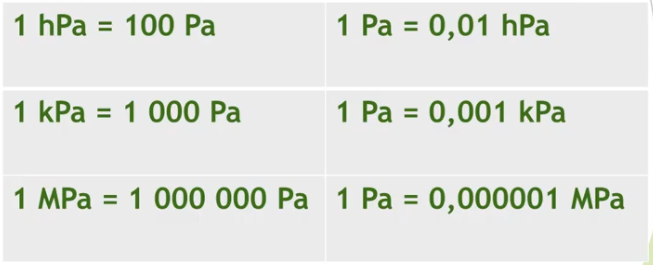 1 hPa = 100 Pa
1 Pa = 0,01 hPa
1 kPa = 1 000 Pa
1 Pa = 0,001 kPa
1 MPa = 1 000 000 Pa
1 Pa = 0,000001 MPa